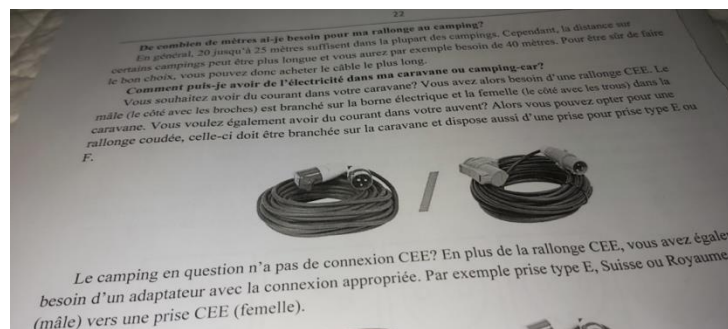 22
De combien de mètres ai-je besoin pour ma rallonge au camping?
En général, 20 jusqu'à 25 mètres suffisent dans la plupart des campings. Cependant, la distance sur
certains campings peut être plus longue et vous aurez par exemple besoin de 40 mètres. Pour être sûr de faire
le bon choix, vous pouvez donc acheter le câble le plus long.
Comment puis-je avoir de l'électricité dans ma caravane ou camping-car?
Vous souhaitez avoir du courant dans votre caravane? Vous avez alors besoin d'une rallonge CEE. Le
mâle (le côté avec les broches) est branché sur la borne électrique et la femelle (le côté avec les trous) dans la
caravane. Vous voulez également avoir du courant dans votre auvent? Alors vous pouvez opter pour une
rallonge coudée, celle-ci doit être branchée sur la caravane et dispose aussi d'une prise pour prise type E ou
F.
Le camping en question n'a pas de connexion CEE? En plus de la rallonge CEE, vous avez égale
besoin d'un adaptateur avec la connexion appropriée. Par exemple prise type E, Suisse ou Royaume
(mâle) vers une prise CEE (femelle).